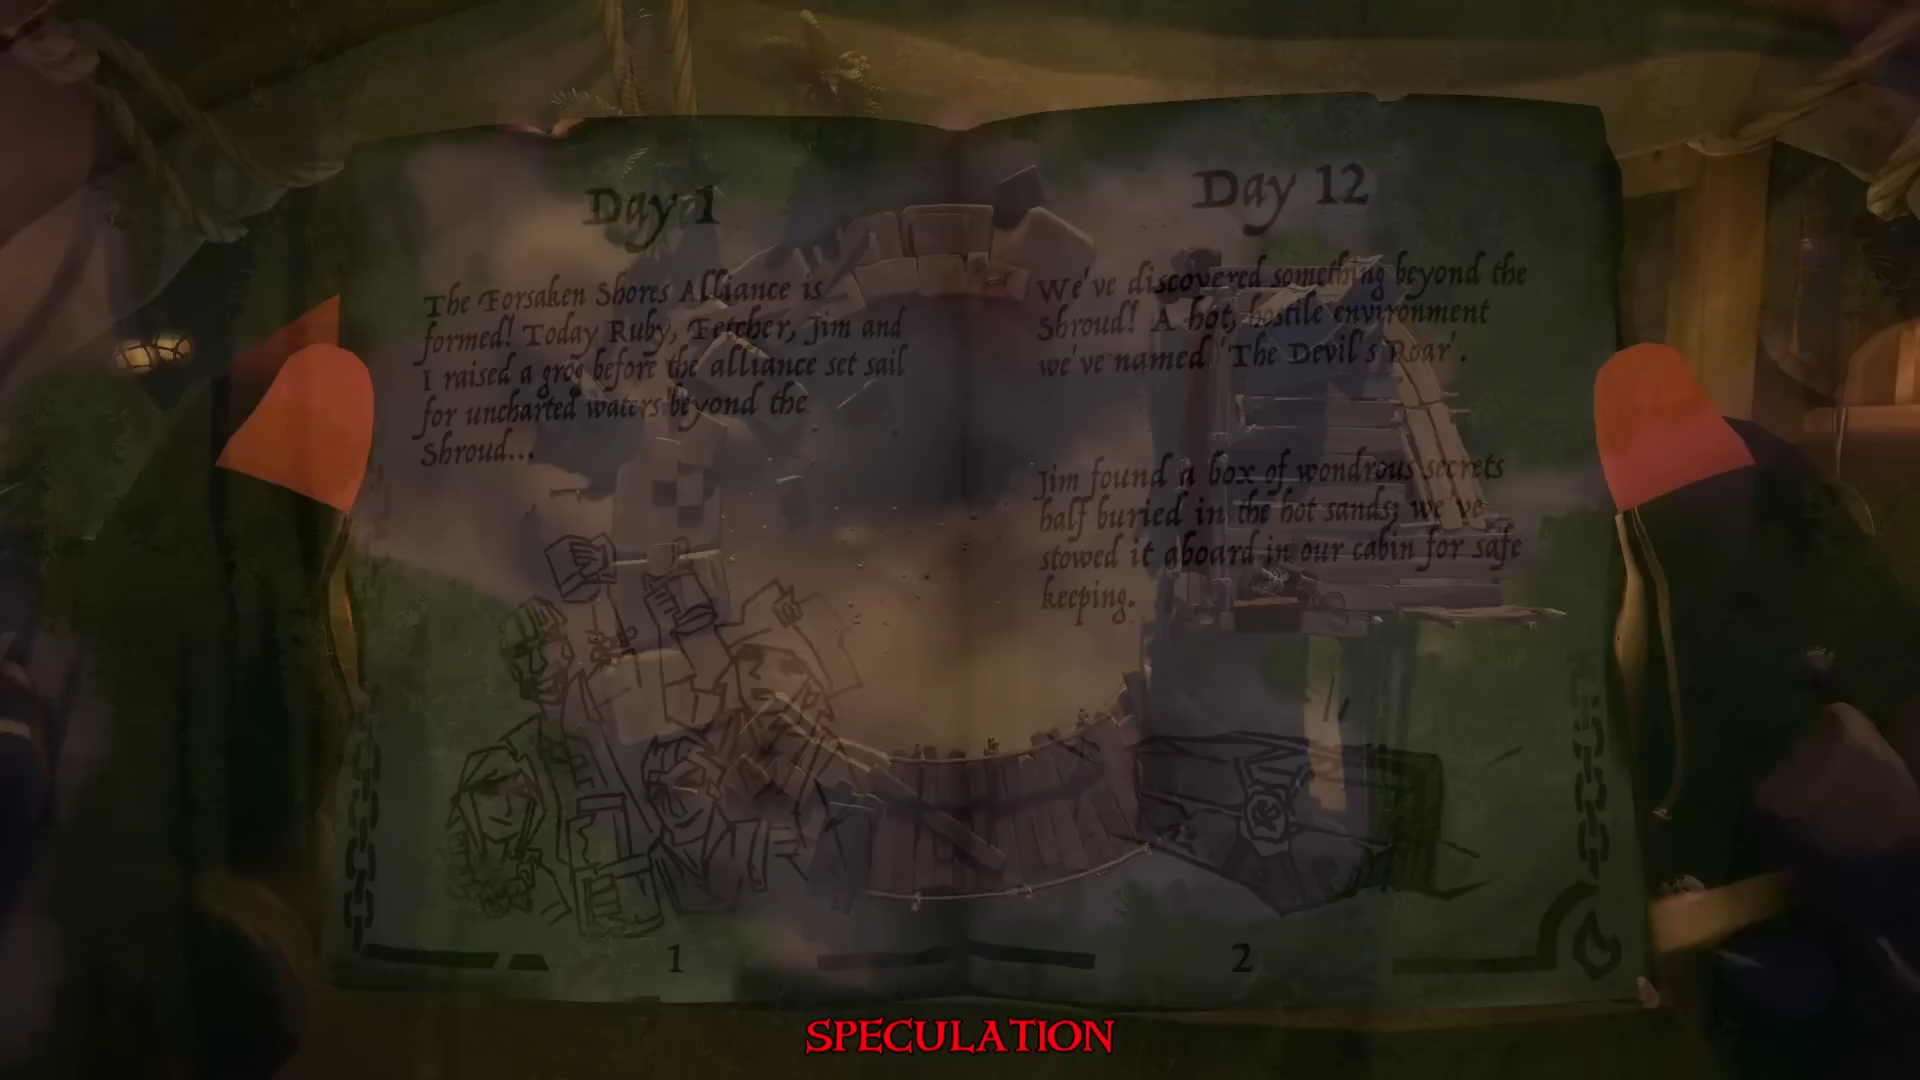 Day 1
The Forsaken Shores Alliance is
formed! Today Ruby, Fetcher, Jim and
I raised a grog before the alliance set sail
for uncharted waters beyond the
Shroud...
1
Day 12
We've discovered something beyond the
Shroud! A hot, hostile environment
we've named 'The Devil's Roar'.
Jim found a box of wondrous secrets
half buried in the hot sands; we've
stowed it aboard in our cabin for safe
keeping.
2
SPECULATION